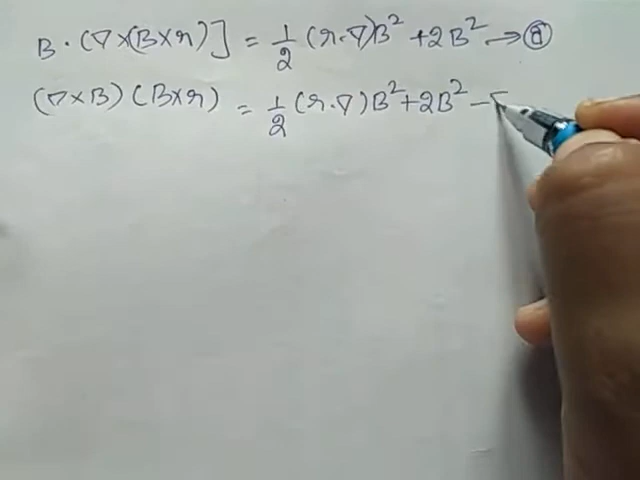 B · (∇×(B×r)] = 1/2 (r.∇)B² + 2B² → ⑧
(∇×B) (B×r) = 1/2 (r.∇)B² + 2B² –